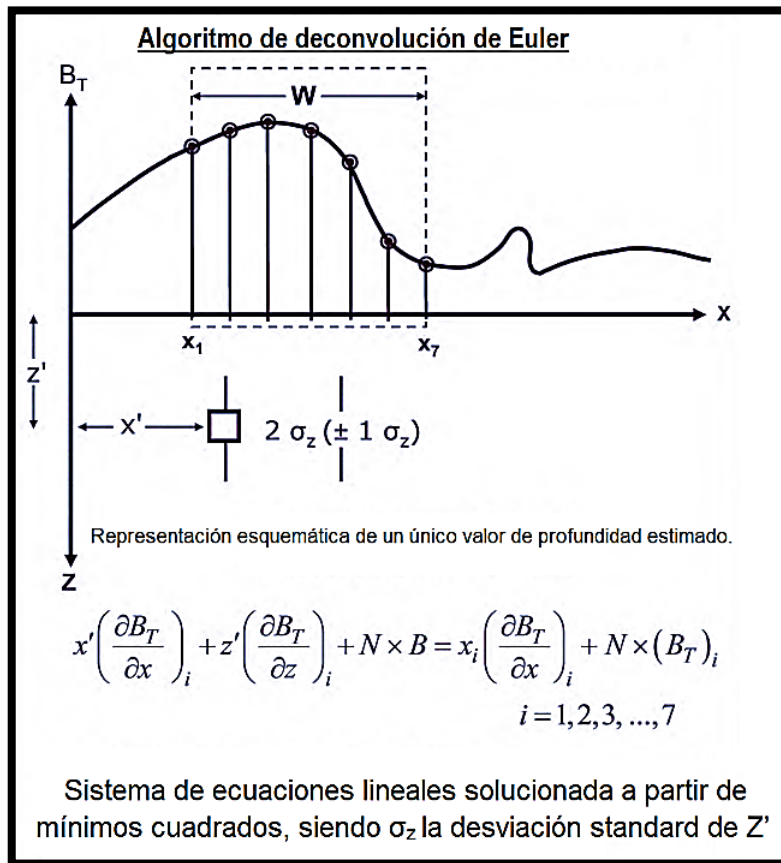 Algoritmo de deconvolución de Euler
B_T
W
X
x₁ x₇
z'
x'
2 σ_z (± 1 σ_z)
Representación esquemática de un único valor de profundidad estimado.
Z
x'(∂B_T/∂x)_i + z'(∂B_T/∂z)_i + N × B = x_i(∂B_T/∂x)_i + N × (B_T)_i
i = 1,2,3, ...,7
Sistema de ecuaciones lineales solucionada a partir de
mínimos cuadrados, siendo σ_z la desviación standard de Z'